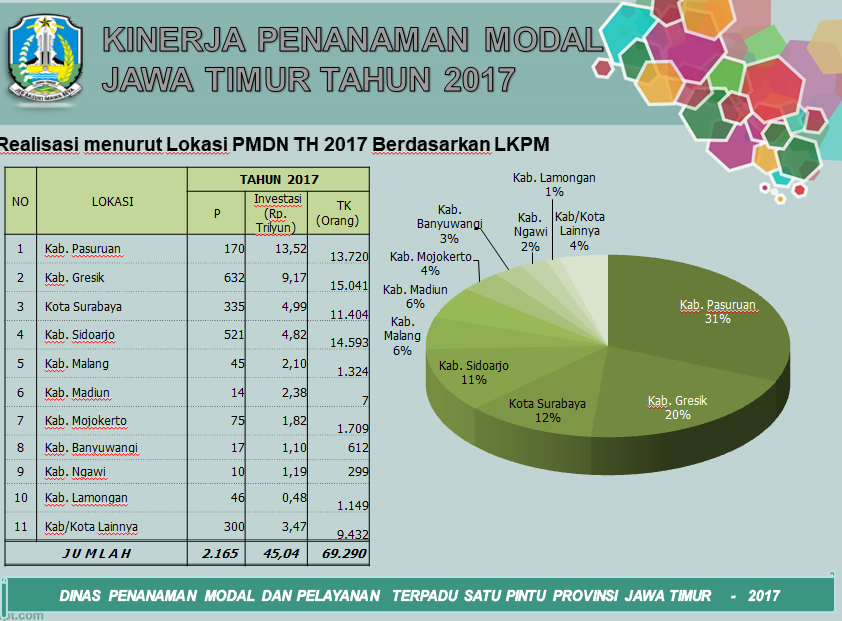 KINERJA PENANAMAN MODAL
JAWA TIMUR TAHUN 2017
Realisasi menurut Lokasi PMDN TH 2017 Berdasarkan LKPM
NO LOKASI TAHUN 2017
P Investasi (Rp. Trilyun) TK (Orang)
1 Kab. Pasuruan 170 13,52 13.720
2 Kab. Gresik 632 9,17 15.041
3 Kota Surabaya 335 4,99 11.404
4 Kab. Sidoarjo 521 4,82 14.593
5 Kab. Malang 45 2,10 1.324
6 Kab. Madiun 14 2,38 7
7 Kab. Mojokerto 75 1,82 1.709
8 Kab. Banyuwangi 17 1,10 612
9 Kab. Ngawi 10 1,19 299
10 Kab. Lamongan 46 0,48 1.149
11 Kab/Kota Lainnya 300 3,47 9.432
J U M L A H 2.165 45,04 69.290
Kab. Lamongan
1%
Kab.
Banyuwangi
3%
Kab.
Ngawi
2%
Kab/Kota
Lainnya
4%
Kab. Mojokerto
4%
Kab. Madiun
6%
Kab.
Malang
6%
Kab. Pasuruan
31%
Kab. Sidoarjo
11%
Kota Surabaya
12%
Kab. Gresik
20%
DINAS PENANAMAN MODAL DAN PELAYANAN TERPADU SATU PINTU PROVINSI JAWA TIMUR - 2017